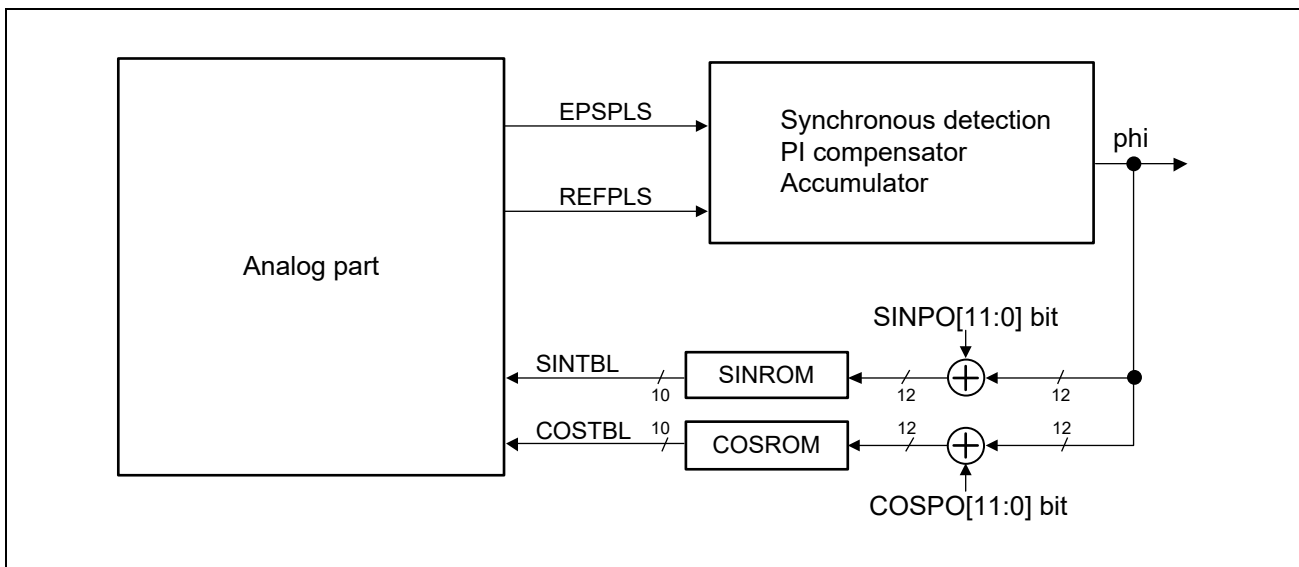 EPSPLS
Synchronous detection
PI compensator
Accumulator
phi
REFPLS
Analog part
SINPO[11:0] bit
SINTBL
10
SINROM
12
12
COSTBL
10
COSROM
12
12
COSPO[11:0] bit